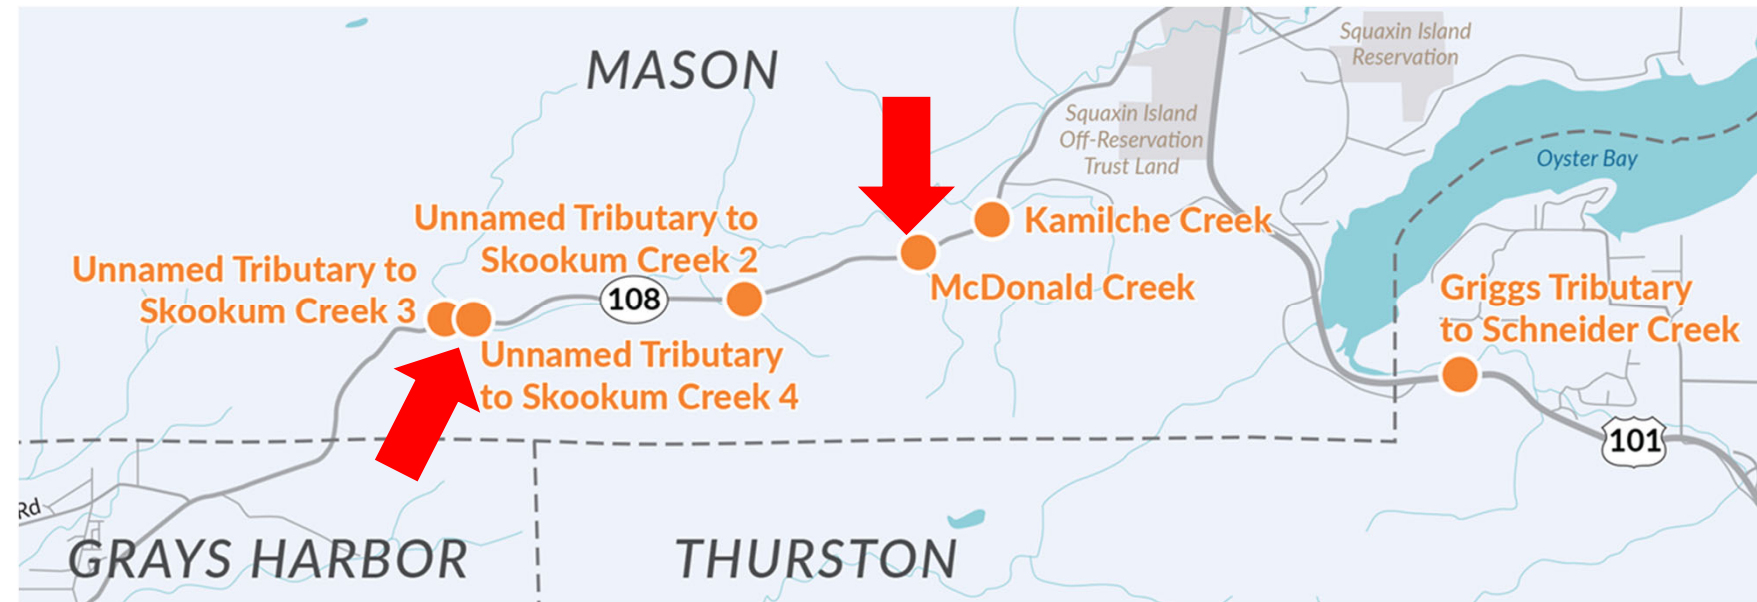 MASON
Squaxin Island
Reservation
Squaxin Island
Off-Reservation
Trust Land
Oyster Bay
Unnamed Tributary to
Skookum Creek 2
Kamilche Creek
Unnamed Tributary to
Skookum Creek 3
108
McDonald Creek
Griggs Tributary
to Schneider Creek
Unnamed Tributary
to Skookum Creek 4
101
Rd
GRAYS HARBOR
THURSTON